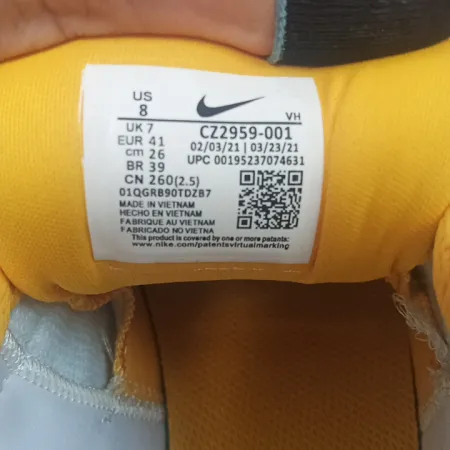 US
8
UK 7
EUR 41
cm 26
BR 39
CN 260(2.5)
01QGRB90TDZB7
VH
CZ2959-001
02/03/21 | 03/23/21
UPC 00195237074631
MADE IN VIETNAM
HECHO EN VIETNAM
FABRIQUE AU VIETNAM
FABRICADO NO VIETNA
This product is covered by one or more patents.
www.nike.com/patentsvirtualmarking